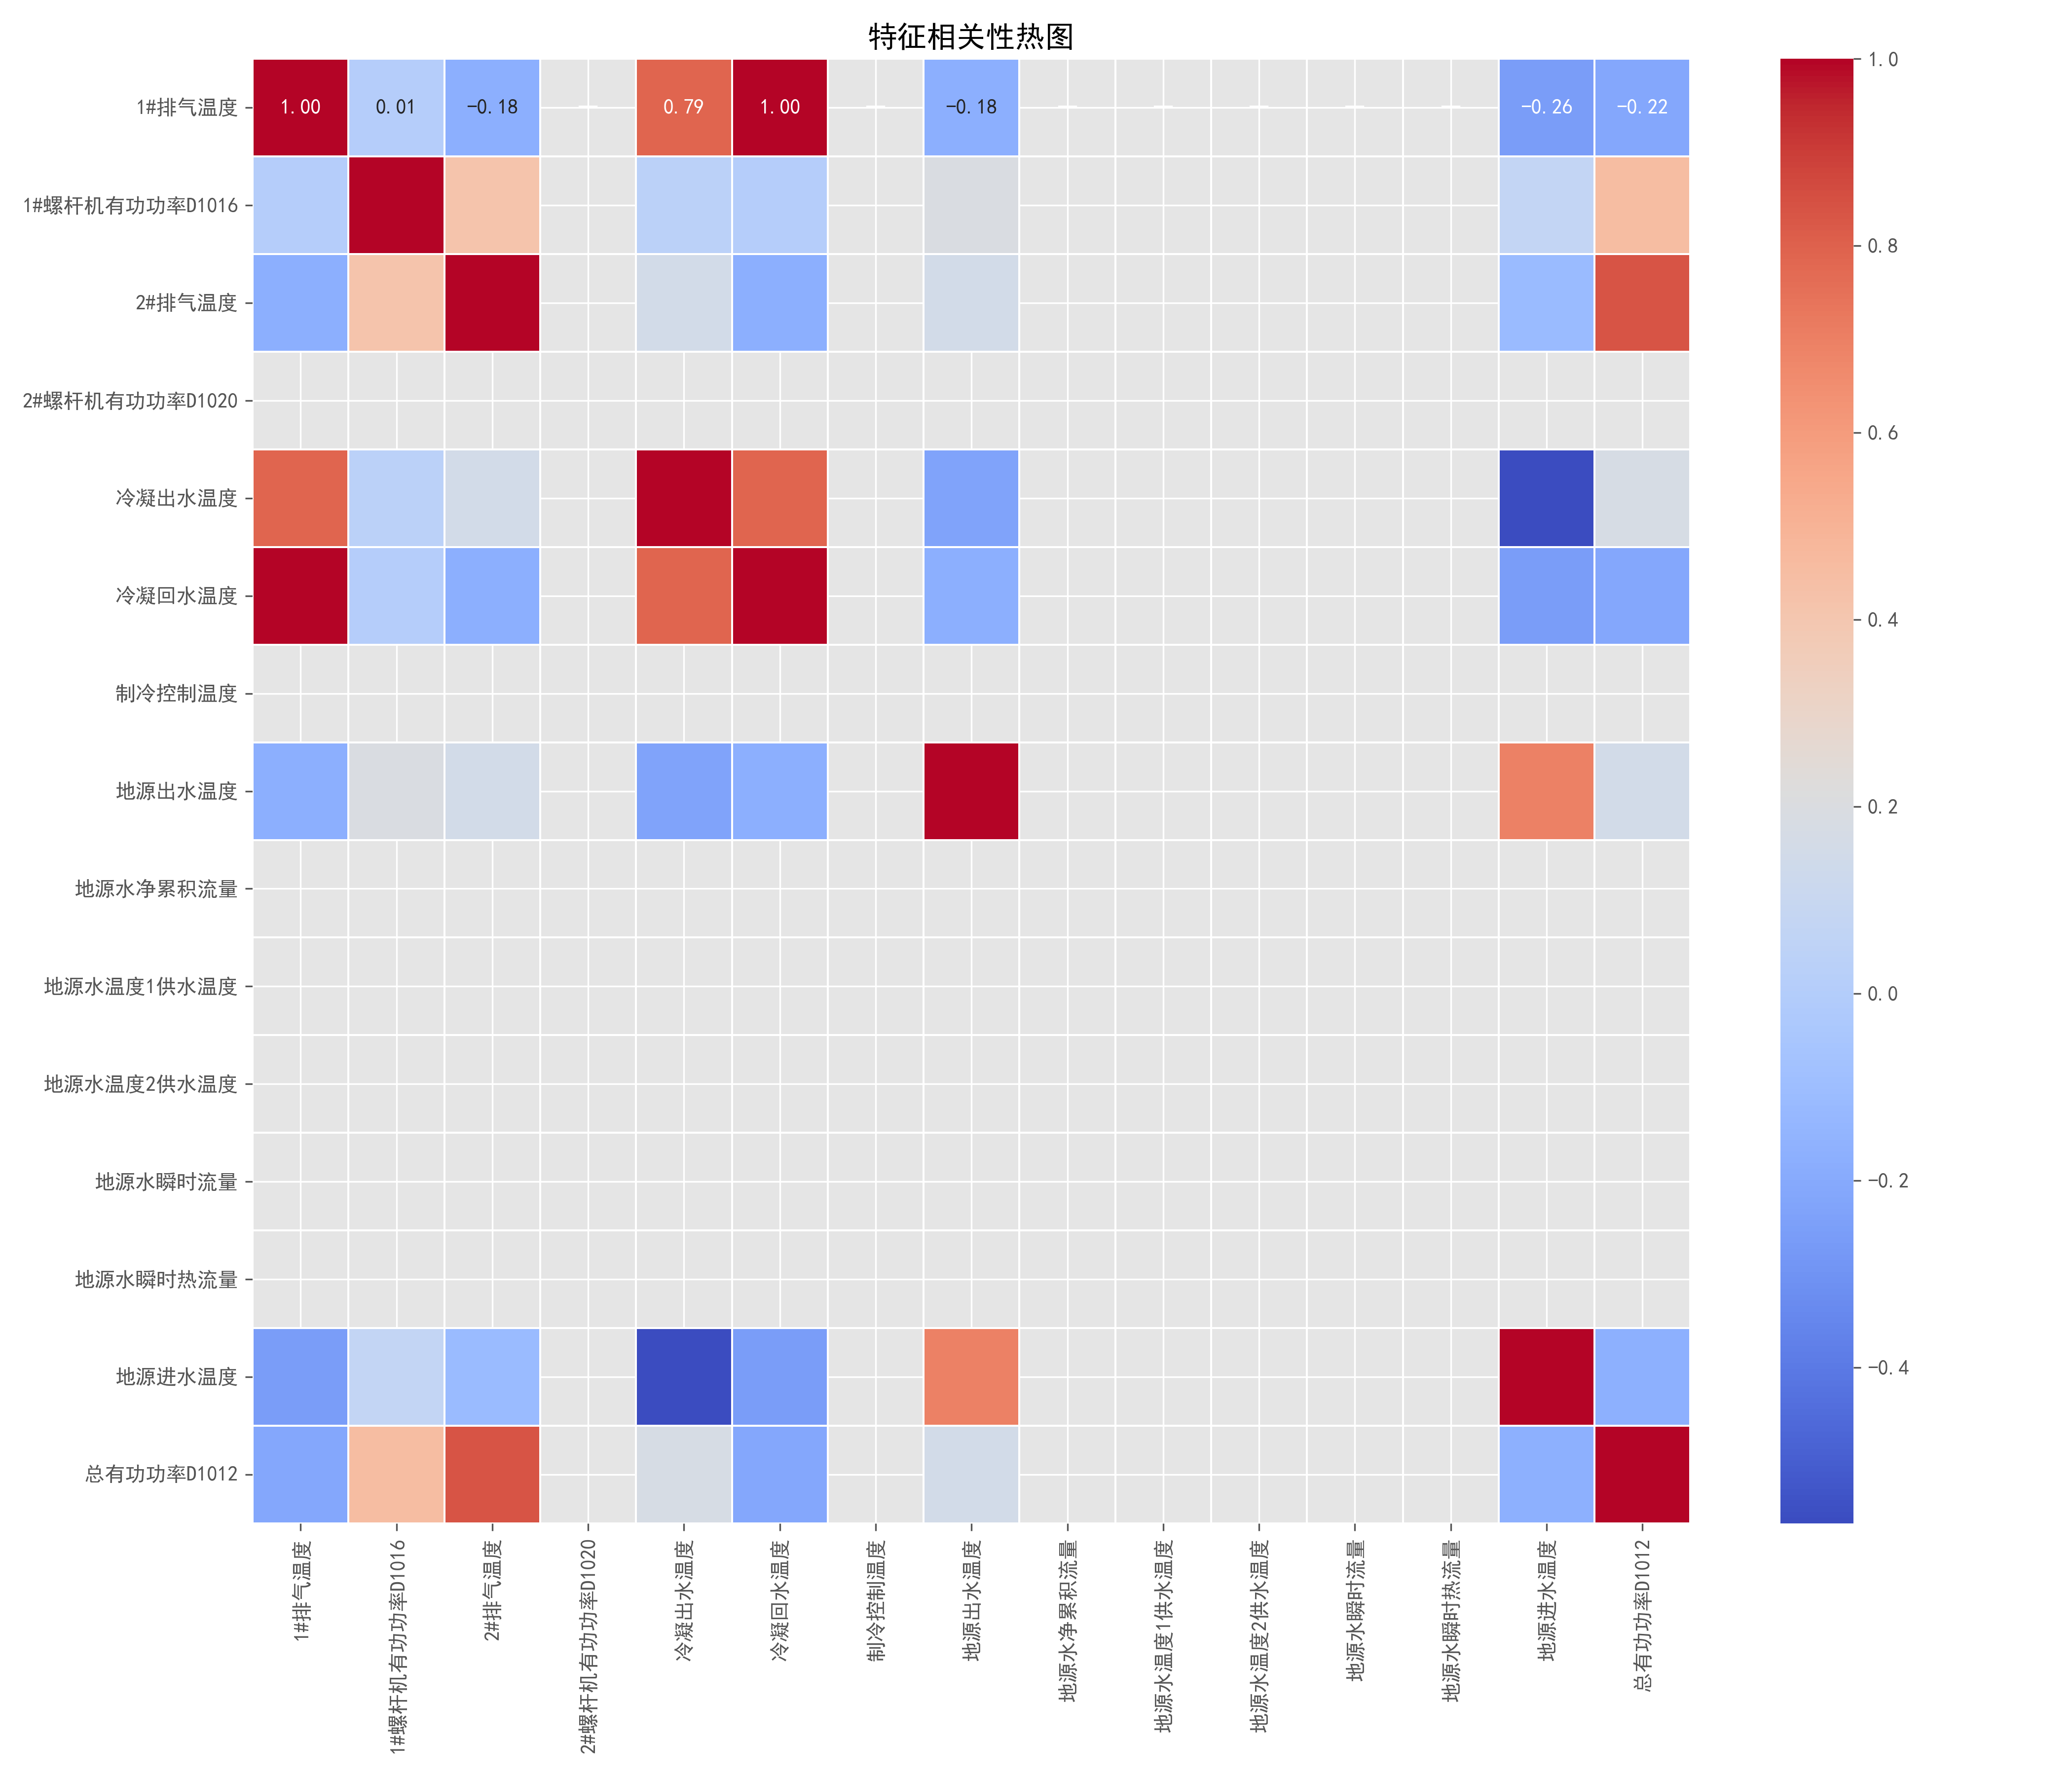 特征相关性热图
1#排气温度
1.00 0.01 −0.18 0.79 1.00 −0.18 −0.26 −0.22
1#螺杆机有功功率D1016
2#排气温度
2#螺杆机有功功率D1020
冷凝出水温度
冷凝回水温度
制冷控制温度
地源出水温度
地源水净累积流量
地源水温度1供水温度
地源水温度2供水温度
地源水瞬时流量
地源水瞬时热流量
地源进水温度
总有功功率D1012
1#排气温度
1#螺杆机有功功率D1016
2#排气温度
2#螺杆机有功功率D1020
冷凝出水温度
冷凝回水温度
制冷控制温度
地源出水温度
地源水净累积流量
地源水温度1供水温度
地源水温度2供水温度
地源水瞬时流量
地源水瞬时热流量
地源进水温度
总有功功率D1012
1.0
0.8
0.6
0.4
0.2
0.0
−0.2
−0.4